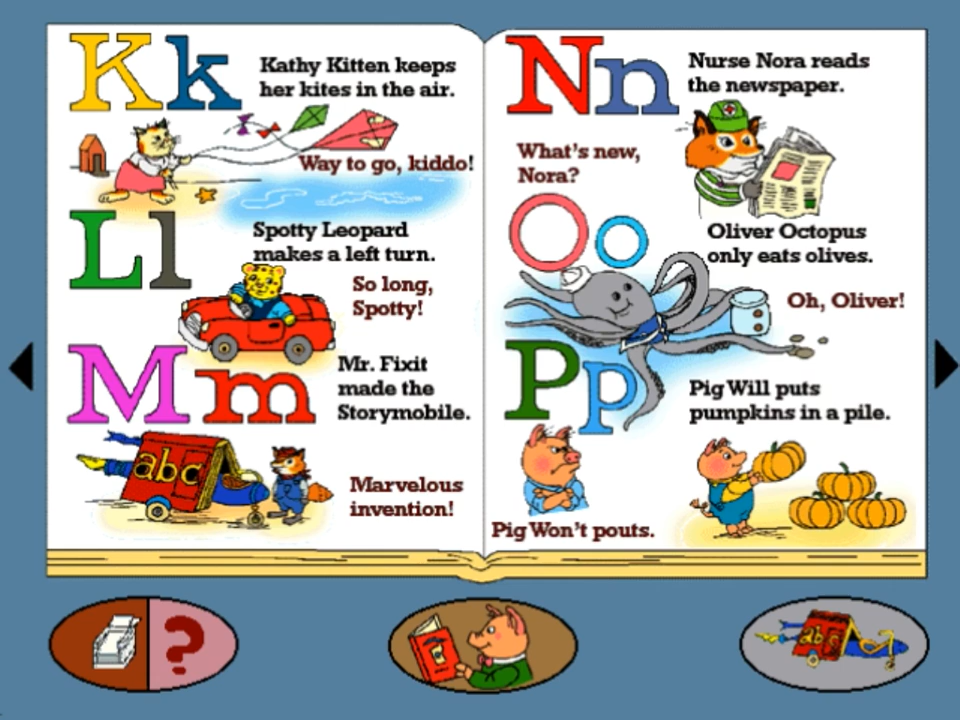 Kk
Kathy Kitten keeps
her kites in the air.
Way to go, kiddo!
Ll
Spotty Leopard
makes a left turn.
So long,
Spotty!
Mm
Mr. Fixit
made the
Storymobile.
abc
Marvelous
invention!
Nn
Nurse Nora reads
the newspaper.
What's new,
Nora?
Oo
Oliver Octopus
only eats olives.
Oh, Oliver!
Pp
Pig Will puts
pumpkins in a pile.
Pig Won't pouts.
?
abc